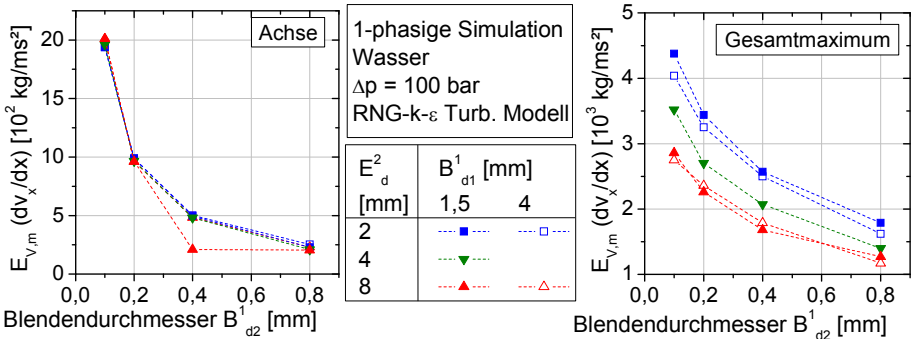 Achse
20
15
10
5
0
0,0 0,2 0,4 0,6 0,8
E_V,m (dv_x/dx) [10² kg/ms²]
Blendendurchmesser B¹_d2 [mm]
1-phasige Simulation
Wasser
Δp = 100 bar
RNG-k-ε Turb. Modell
E²_d B¹_d1 [mm]
[mm] 1,5 4
2
4
8
Gesamtmaximum
5
4
3
2
1
0,0 0,2 0,4 0,6 0,8
E_V,m (dv_x/dx) [10³ kg/ms²]
Blendendurchmesser B¹_d2 [mm]